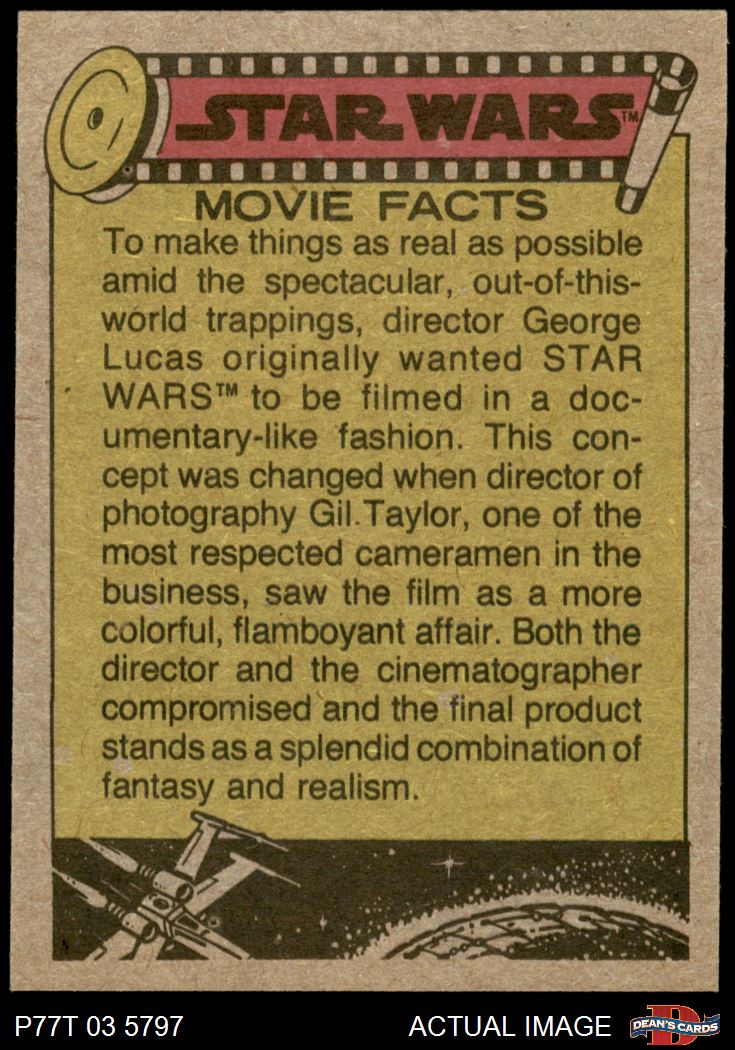 STAR WARS™
MOVIE FACTS
To make things as real as possible
amid the spectacular, out-of-this-
world trappings, director George
Lucas originally wanted STAR
WARS™ to be filmed in a doc-
umentary-like fashion. This con-
cept was changed when director of
photography Gil Taylor, one of the
most respected cameramen in the
business, saw the film as a more
colorful, flamboyant affair. Both the
director and the cinematographer
compromised and the final product
stands as a splendid combination of
fantasy and realism.
P77T 03 5797 ACTUAL IMAGE DEAN'S CARDS